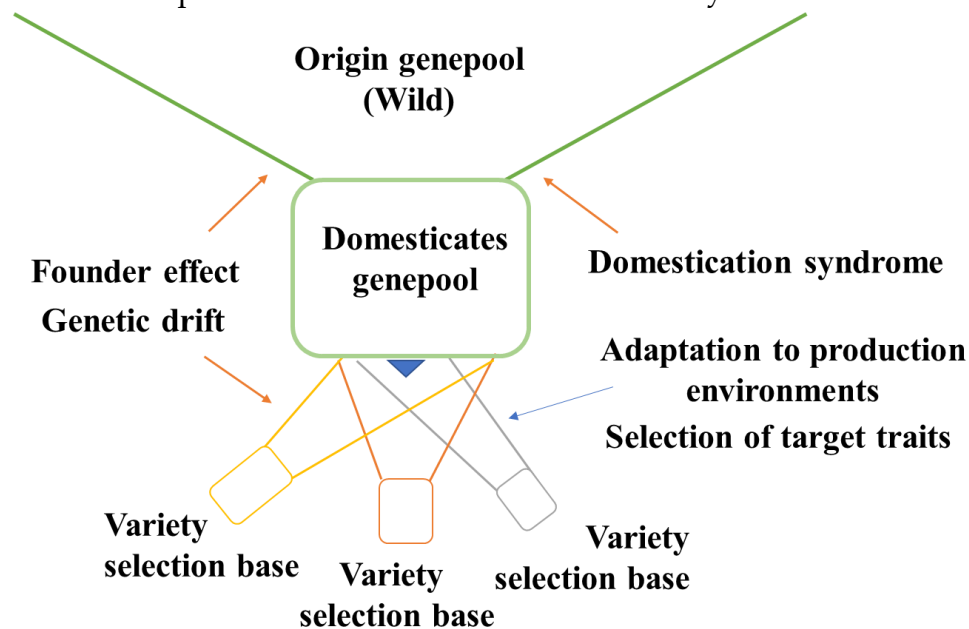 Origin genepool
(Wild)
Domesticates
genepool
Founder effect
Genetic drift
Domestication syndrome
Adaptation to production
environments
Selection of target traits
Variety
selection base
Variety
selection base
Variety
selection base